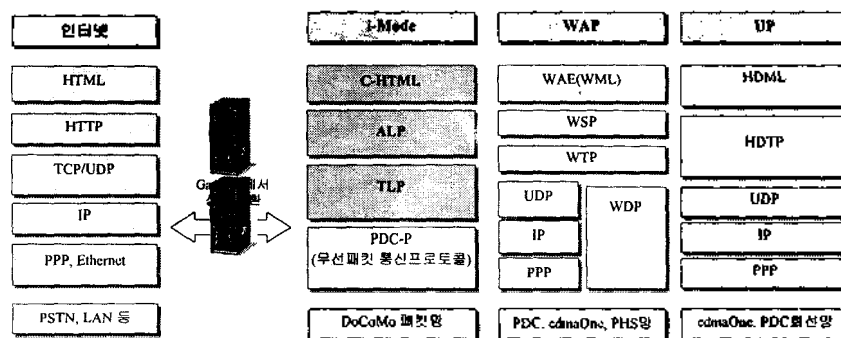 인터넷
HTML
HTTP
TCP/UDP
IP
PPP, Ethernet
PSTN, LAN 등
i-Mode
C-HTML
ALP
TLP
PDC-P
(우선패킷 통신프로토콜)
DoCoMo 패킷망
WAP
WAE(WML)
WSP
WTP
UDP
IP
PPP
WDP
PDC, cdmaOne, PHS망
UP
HDML
HDTP
UDP
IP
PPP
cdmaOne, PDC회선망